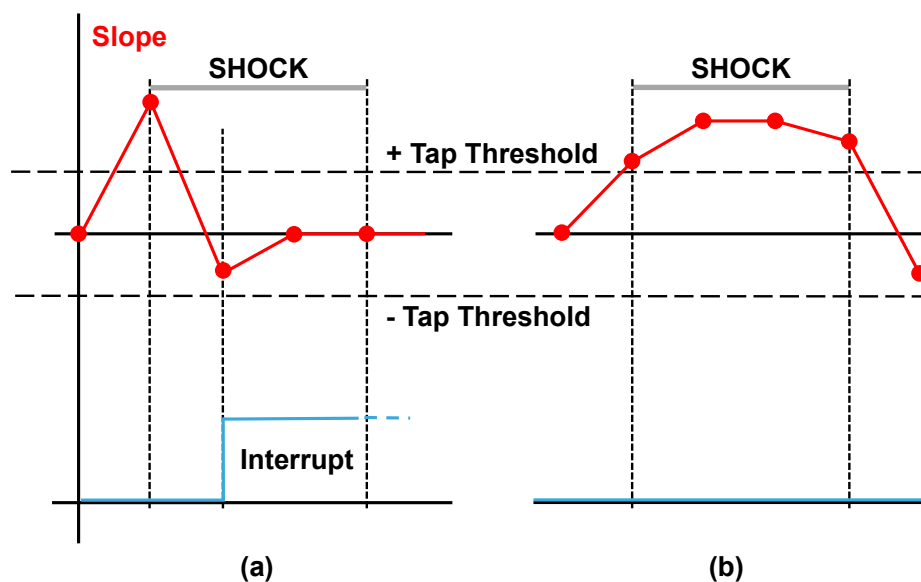 Slope
SHOCK
SHOCK
+ Tap Threshold
- Tap Threshold
Interrupt
(a)
(b)